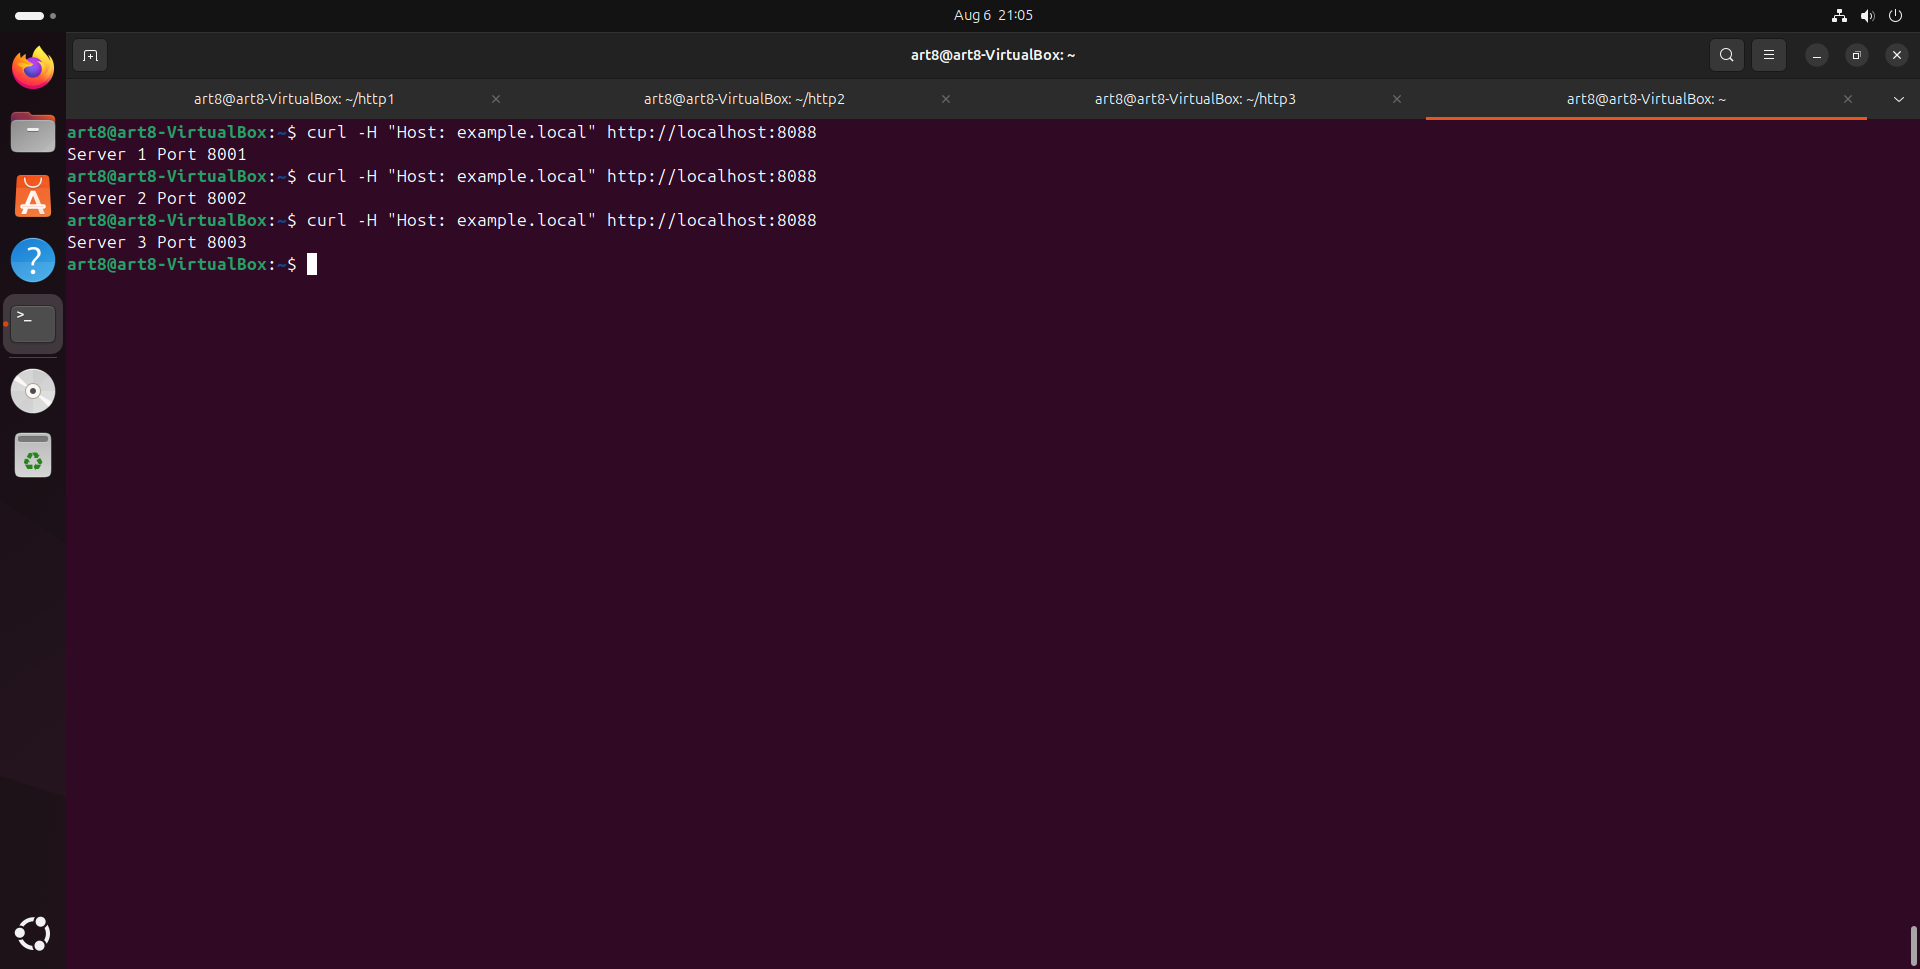 Aug 6 21:05
art8@art8-VirtualBox: ~
art8@art8-VirtualBox: ~/http1
art8@art8-VirtualBox: ~/http2
art8@art8-VirtualBox: ~/http3
art8@art8-VirtualBox: ~
art8@art8-VirtualBox:~$ curl -H "Host: example.local" http://localhost:8088
Server 1 Port 8001
art8@art8-VirtualBox:~$ curl -H "Host: example.local" http://localhost:8088
Server 2 Port 8002
art8@art8-VirtualBox:~$ curl -H "Host: example.local" http://localhost:8088
Server 3 Port 8003
art8@art8-VirtualBox:~$